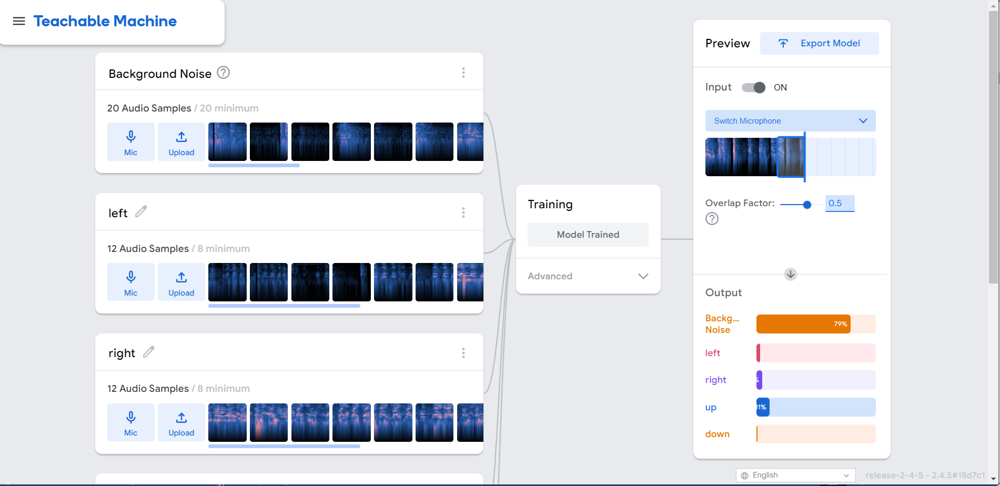 Teachable Machine
Background Noise
20 Audio Samples / 20 minimum
Mic
Upload
left
12 Audio Samples / 8 minimum
Mic
Upload
right
12 Audio Samples / 8 minimum
Mic
Upload
Training
Model Trained
Advanced
Preview
Export Model
Input
ON
Switch Microphone
Overlap Factor:
0.5
Output
Backg...
Noise
79%
left
right
%
up
11%
down
English
release-2-4-5 - 2.4.5#18d7c1